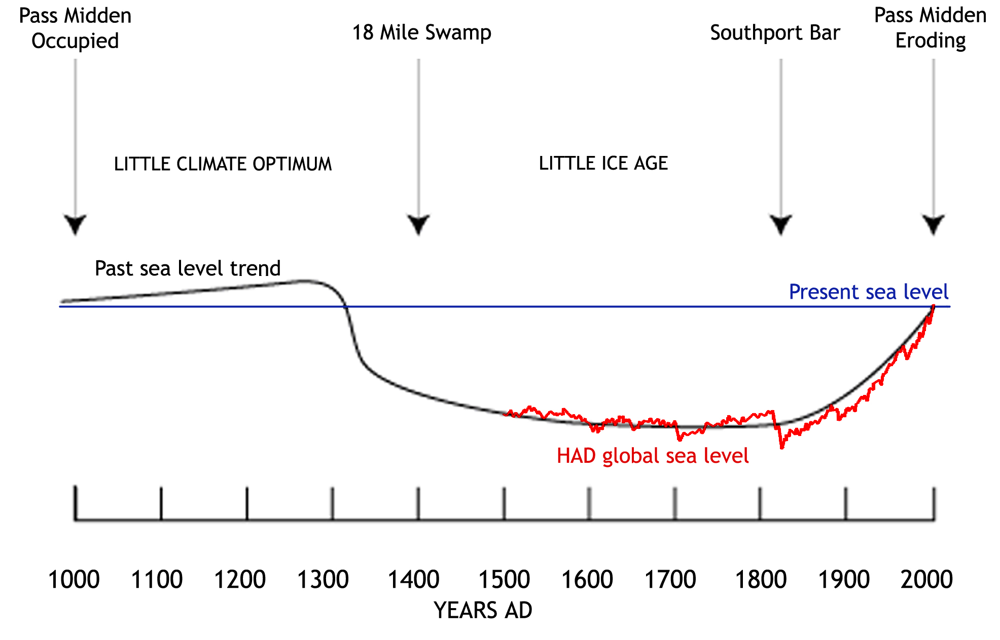 Pass Midden
Occupied
18 Mile Swamp
Southport Bar
Pass Midden
Eroding
LITTLE CLIMATE OPTIMUM
LITTLE ICE AGE
Past sea level trend
Present sea level
HAD global sea level
1000 1100 1200 1300 1400 1500 1600 1700 1800 1900 2000
YEARS AD